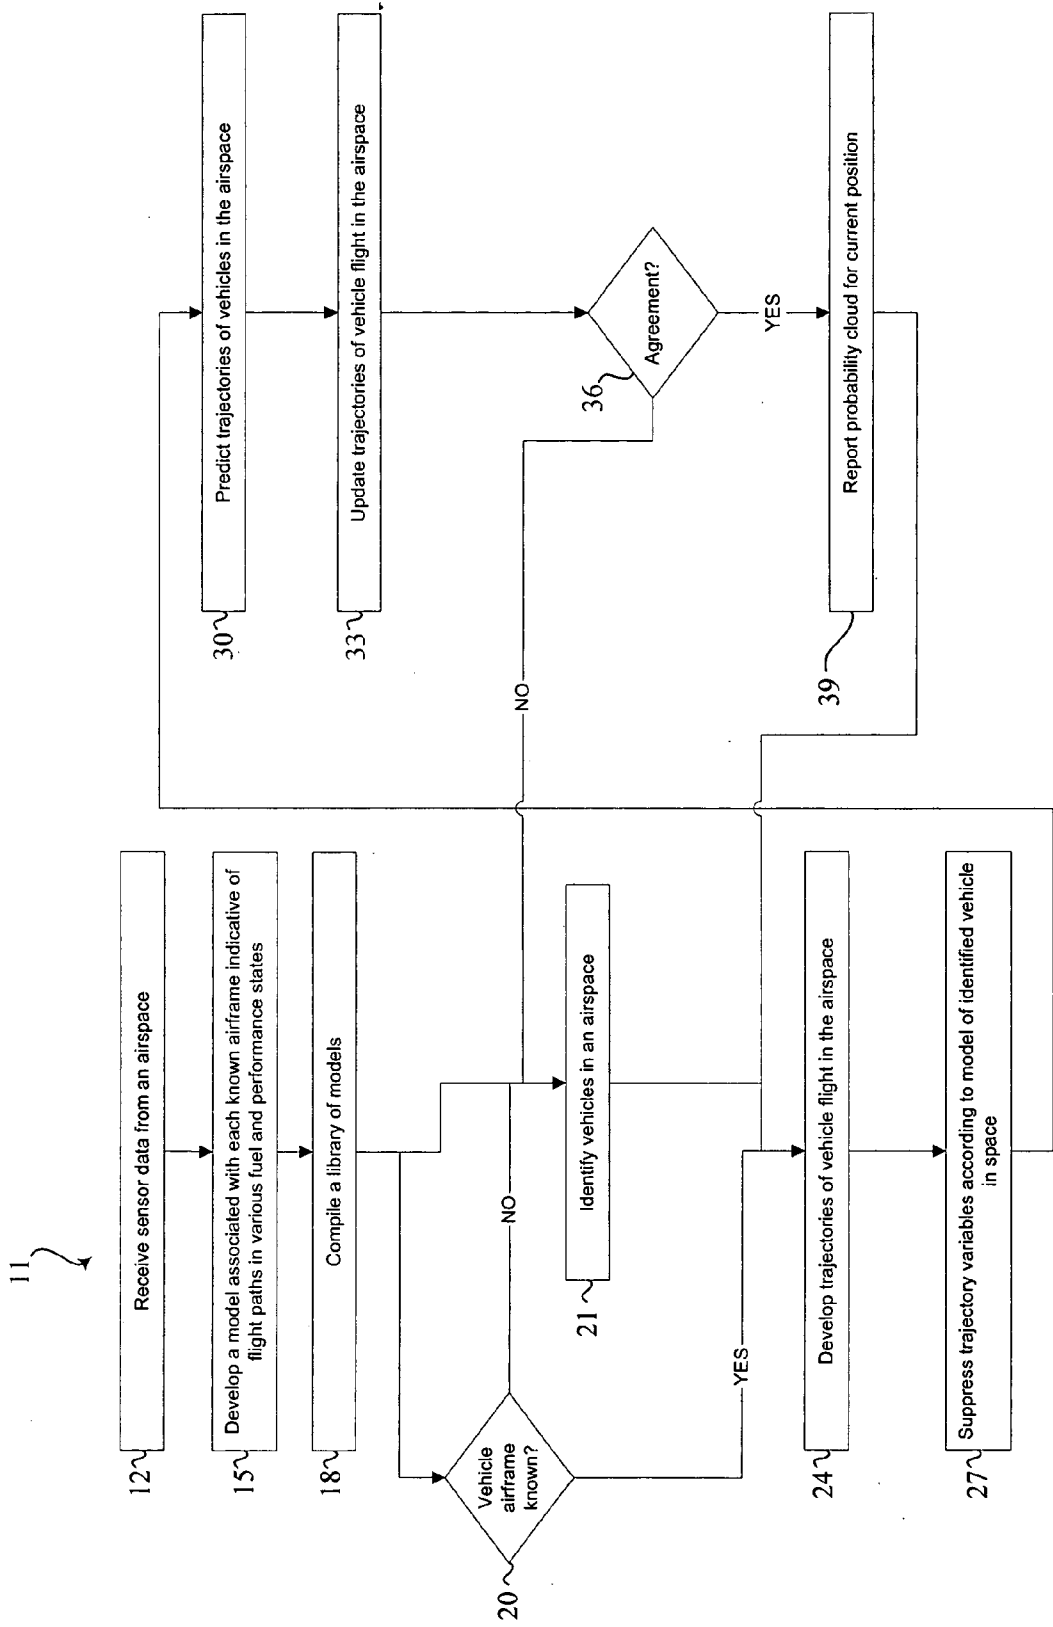 11
12
Receive sensor data from an airspace
15
Develop a model associated with each known airframe indicative of
flight paths in various fuel and performance states
18
Compile a library of models
20
Vehicle
airframe
known?
NO
YES
21
Identify vehicles in an airspace
24
Develop trajectories of vehicle flight in the airspace
27
Suppress trajectory variables according to model of identified vehicle
in space
30
Predict trajectories of vehicles in the airspace
33
Update trajectories of vehicle flight in the airspace
36
Agreement?
NO
YES
39
Report probability cloud for current position